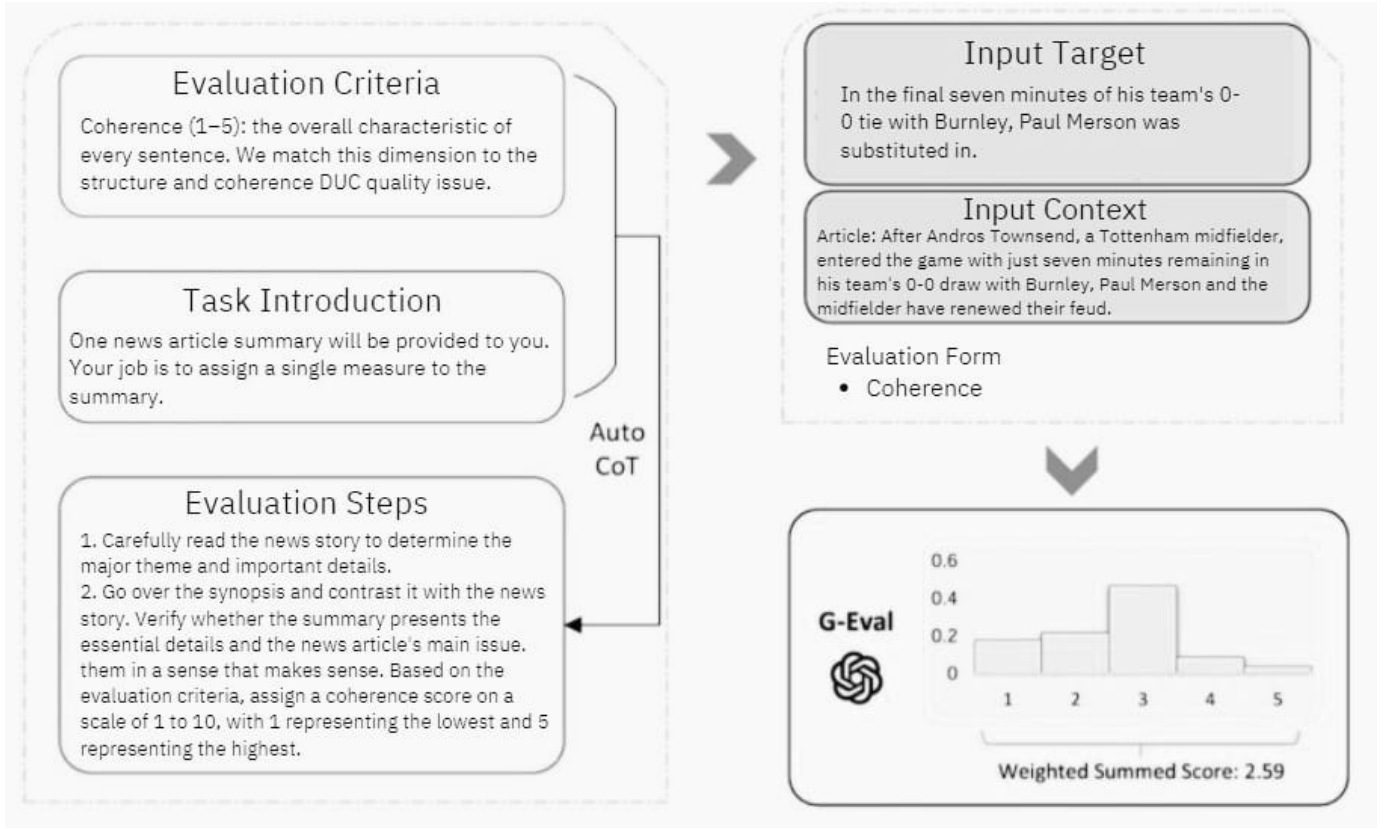 Evaluation Criteria
Coherence (1–5): the overall characteristic of
every sentence. We match this dimension to the
structure and coherence DUC quality issue.
Task Introduction
One news article summary will be provided to you.
Your job is to assign a single measure to the
summary.
Auto
CoT
Evaluation Steps
1. Carefully read the news story to determine the
major theme and important details.
2. Go over the synopsis and contrast it with the news
story. Verify whether the summary presents the
essential details and the news article's main issue.
them in a sense that makes sense. Based on the
evaluation criteria, assign a coherence score on a
scale of 1 to 10, with 1 representing the lowest and 5
representing the highest.
Input Target
In the final seven minutes of his team's 0-
0 tie with Burnley, Paul Merson was
substituted in.
Input Context
Article: After Andros Townsend, a Tottenham midfielder,
entered the game with just seven minutes remaining in
his team's 0-0 draw with Burnley, Paul Merson and the
midfielder have renewed their feud.
Evaluation Form
• Coherence
G-Eval
0.6
0.4
0.2
0
1 2 3 4 5
Weighted Summed Score: 2.59